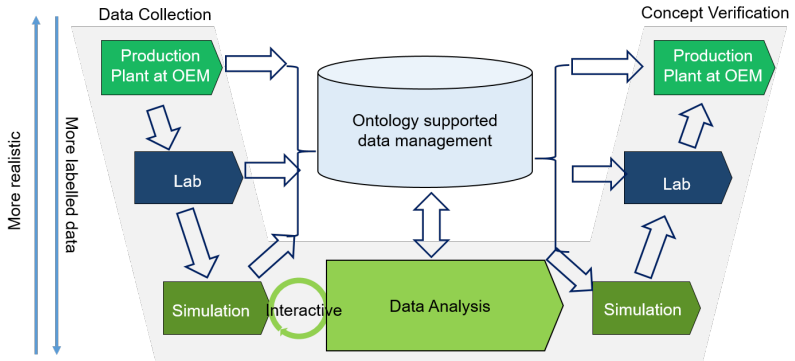 Data Collection
Concept Verification
Production
Plant at OEM
Production
Plant at OEM
Ontology supported
data management
More realistic
More labelled data
Lab
Lab
Simulation
Interactive
Data Analysis
Simulation